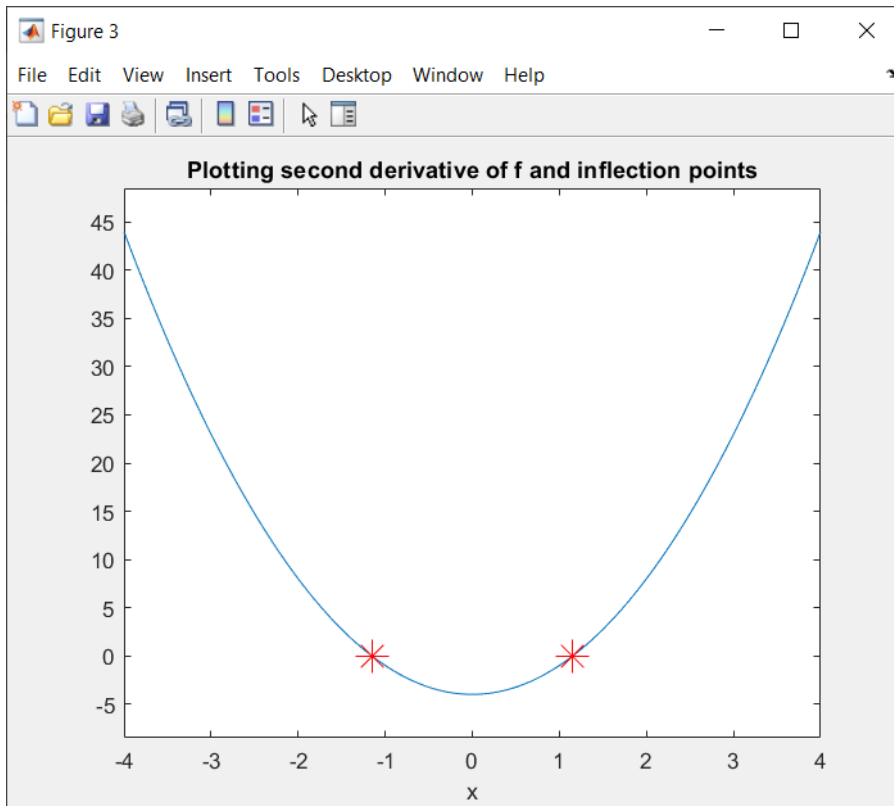 Figure 3
File Edit View Insert Tools Desktop Window Help
Plotting second derivative of f and inflection points
45
40
35
30
25
20
15
10
5
0
-5
-4 -3 -2 -1 0 1 2 3 4
x